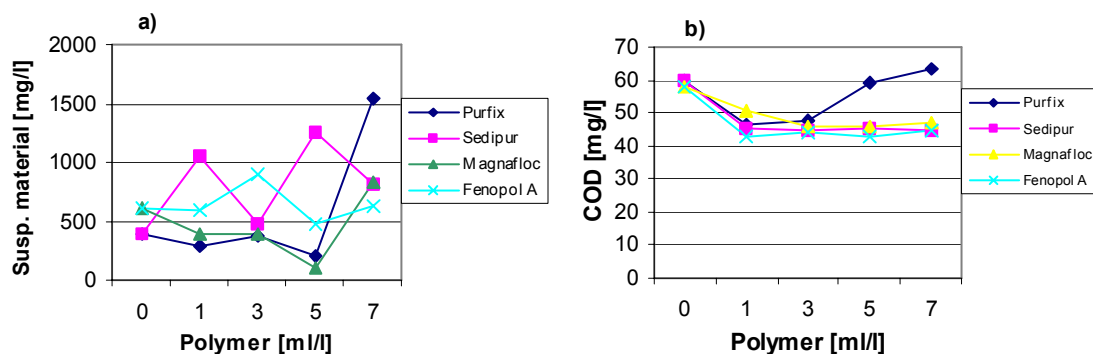 a)
2000
1500
1000
500
0
Susp. material [mg/l]
0 1 3 5 7
Polymer [ml/l]
Purfix
Sedipur
Magnafloc
Fenopol A
b)
70
60
50
40
30
20
10
0
COD [mg/l]
0 1 3 5 7
Polymer [ml/l]
Purfix
Sedipur
Magnafloc
Fenopol A